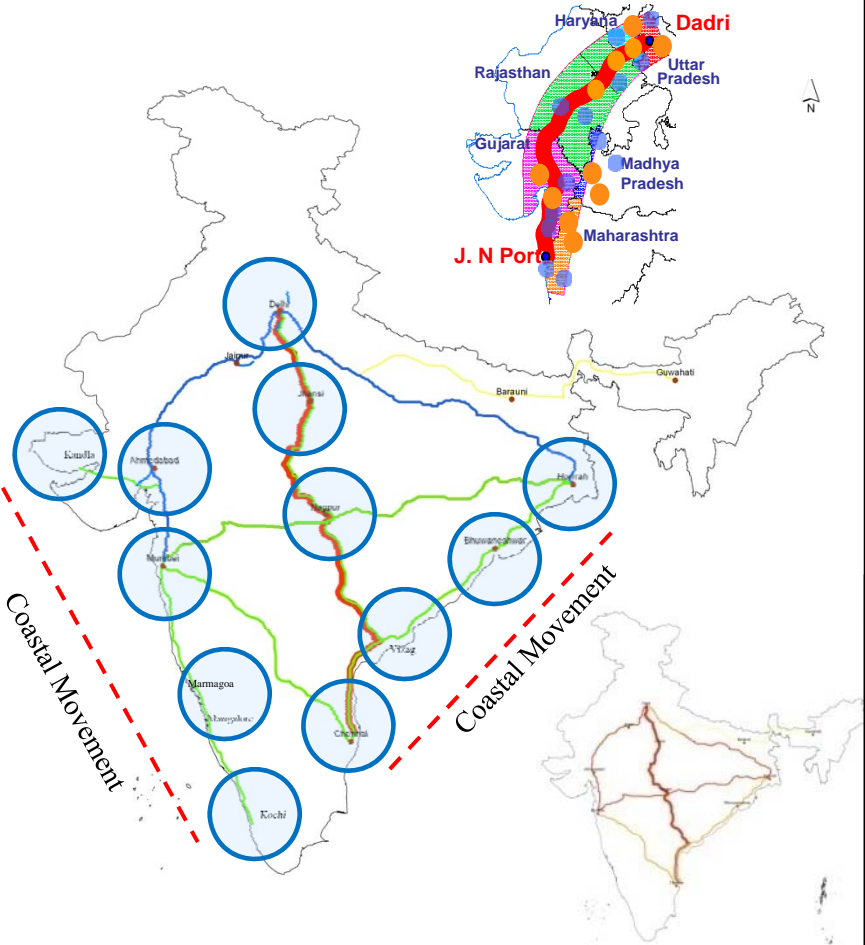 Haryana
Dadri
Rajasthan
Uttar
Pradesh
N
Gujarat
Madhya
Pradesh
Maharashtra
J. N Port
Delhi
Jaipur
Jhansi
Guwahati
Barauni
Kandla
Ahmedabad
Howrah
Nagpur
Bhuwaneshwar
Mumbai
Coastal Movement
Coastal Movement
Vizag
Marmagoa
Mangalore
Chennai
Kochi